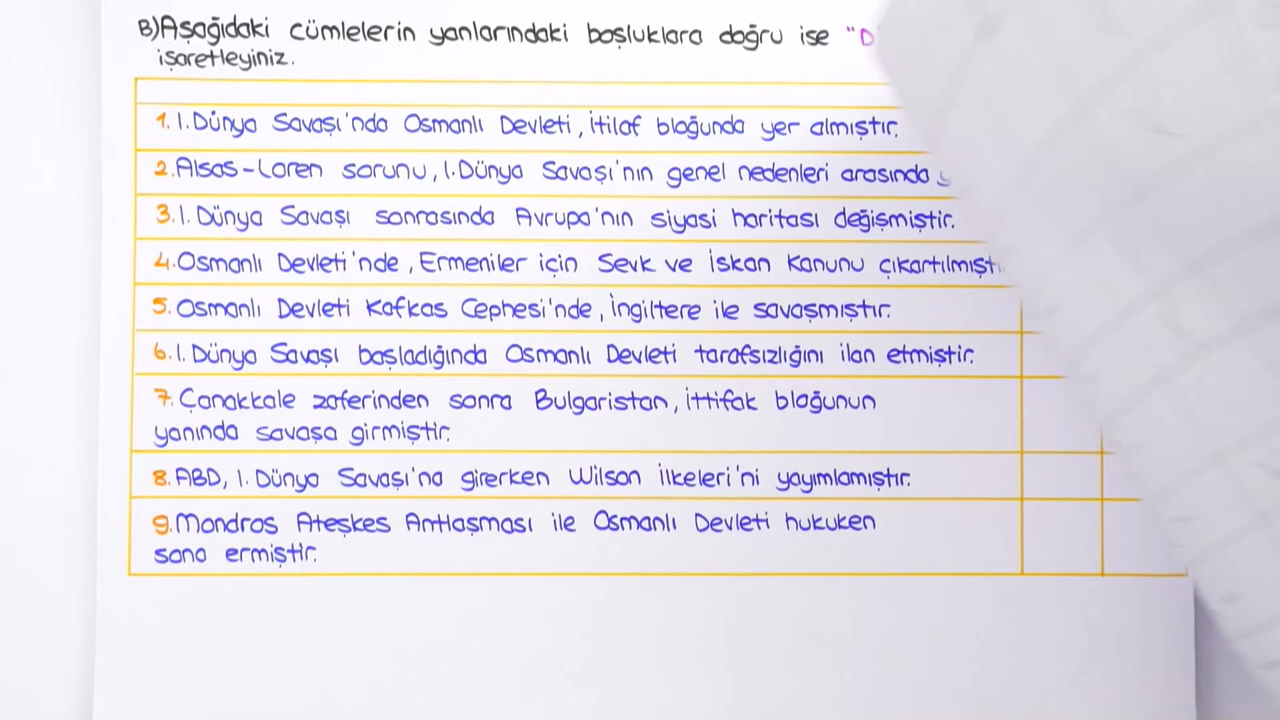 B)Aşağıdaki cümlelerin yanlarındaki boşluklara doğru ise "D
işaretleyiniz.
1. I.Dünya Savaşı'nda Osmanlı Devleti, İtilaf bloğunda yer almıştır.
2.Alsas-Loren sorunu, I.Dünya Savaşı'nın genel nedenleri arasında
3.I. Dünya Savaşı sonrasında Avrupa'nın siyasi haritası değişmiştir.
4.Osmanlı Devleti'nde, Ermeniler için Sevk ve İskan Kanunu çıkartılmıştı
5. Osmanlı Devleti Kafkas Cephesi'nde, İngiltere ile savaşmıştır.
6.I. Dünya Savaşı başladığında Osmanlı Devleti tarafsızlığını ilan etmiştir.
7. Çanakkale zaferinden sonra Bulgaristan, İttifak bloğunun
yanında savaşa girmiştir.
8. ABD, I. Dünya Savaşı'na girerken Wilson İlkeleri'ni yayımlamıştır.
9.Mondros Ateşkes Antlaşması ile Osmanlı Devleti hukuken
sona ermiştir.